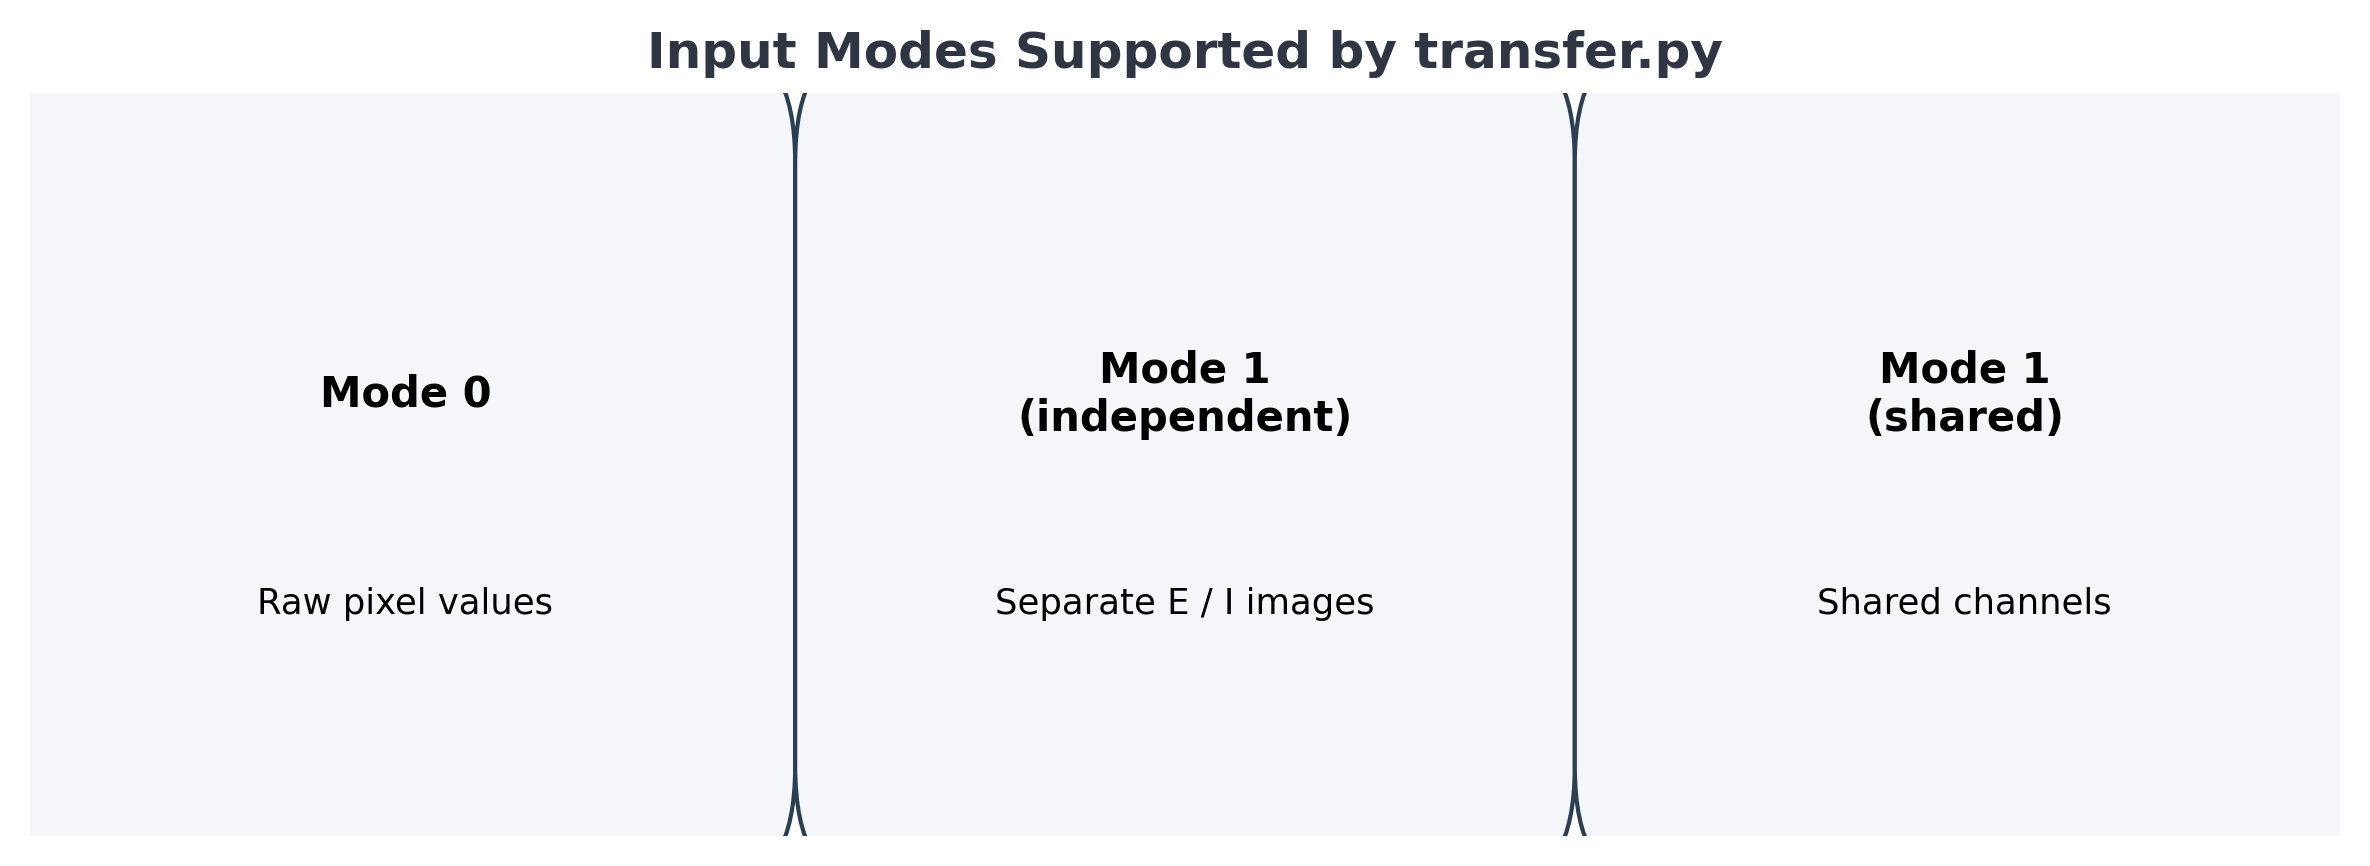 Input Modes Supported by transfer.py
Mode 0
Raw pixel values
Mode 1
(independent)
Separate E / I images
Mode 1
(shared)
Shared channels